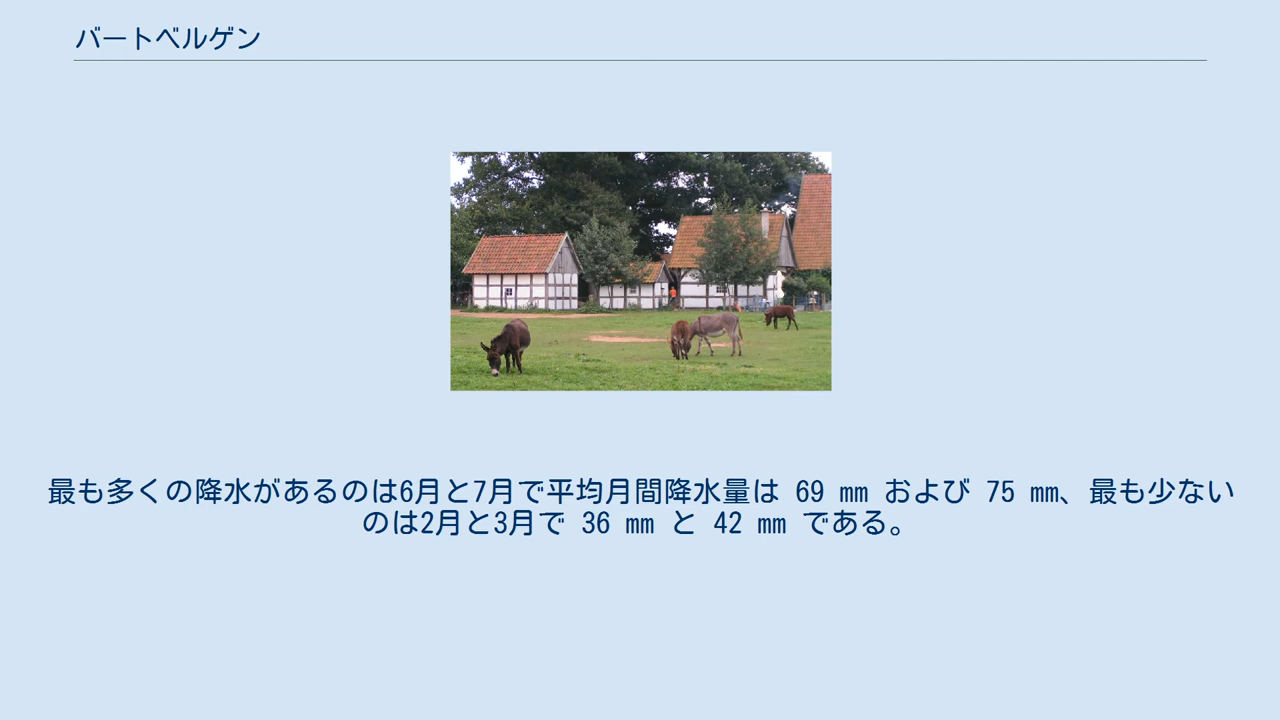 バートベルゲン
最も多くの降水があるのは6月と7月で平均月間降水量は 69 mm および 75 mm、最も少ない
のは2月と3月で 36 mm と 42 mm である。